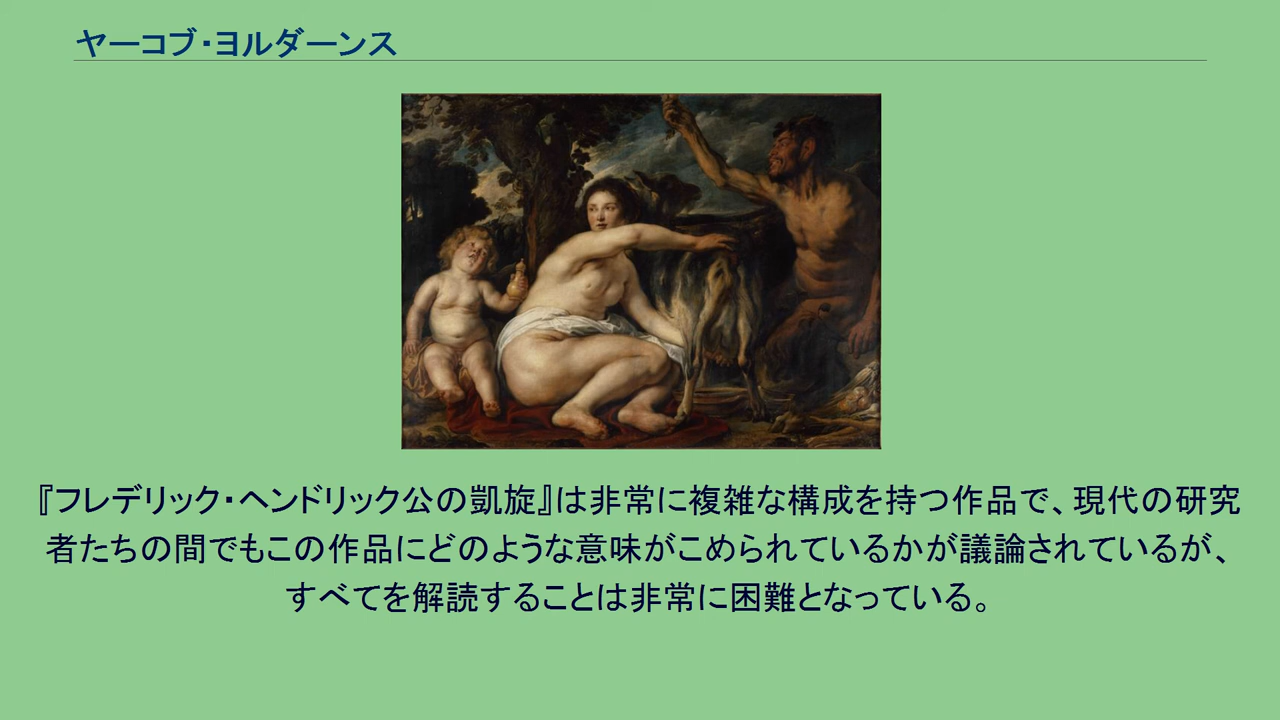 ヤーコブ・ヨルダーンス
『フレデリック・ヘンドリック公の凱旋』は非常に複雑な構成を持つ作品で、現代の研究
者たちの間でもこの作品にどのような意味がこめられているかが議論されているが、
すべてを解読することは非常に困難となっている。